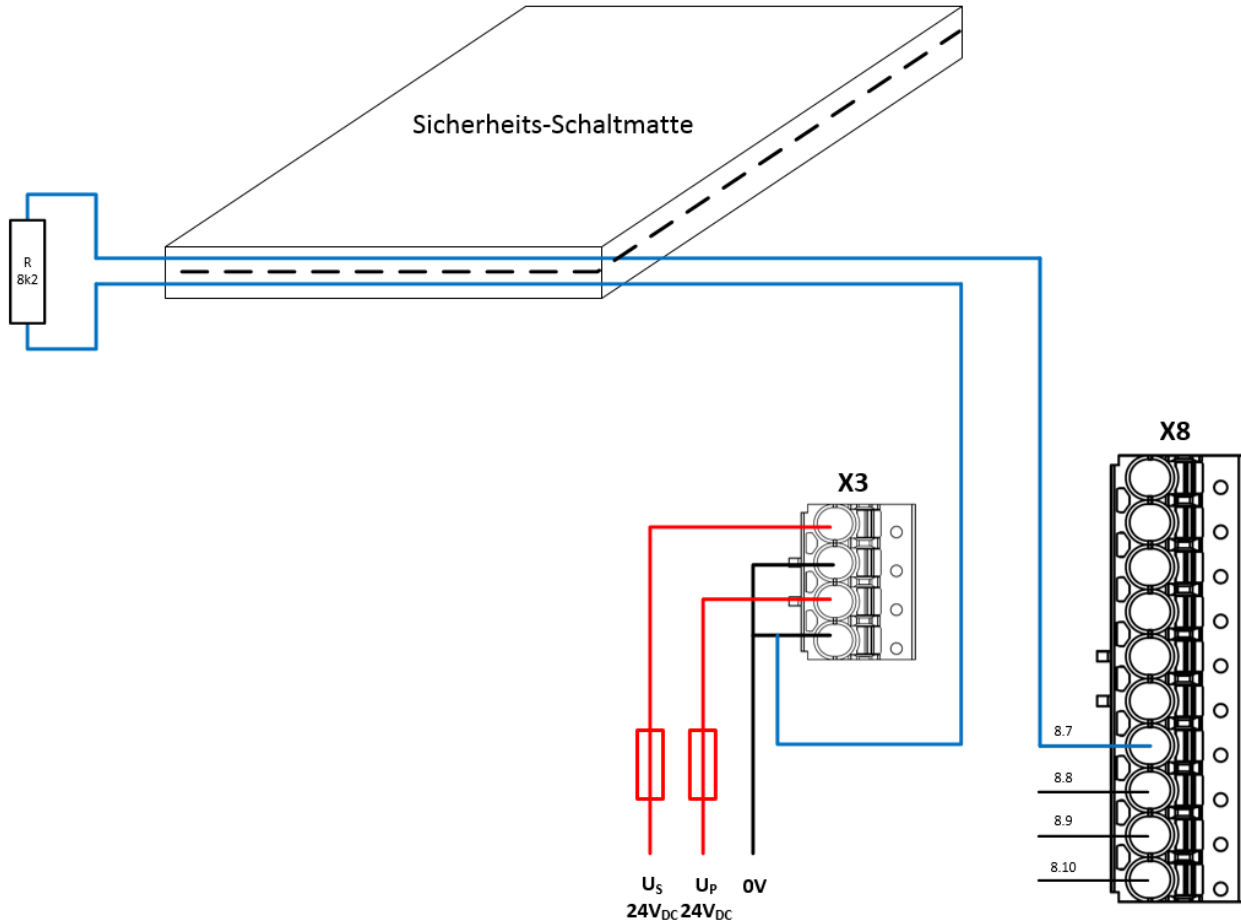 Sicherheits-Schaltmatte
R
8k2
X8
X3
8.7
8.8
8.9
8.10
US UP 0V
24VDC 24VDC